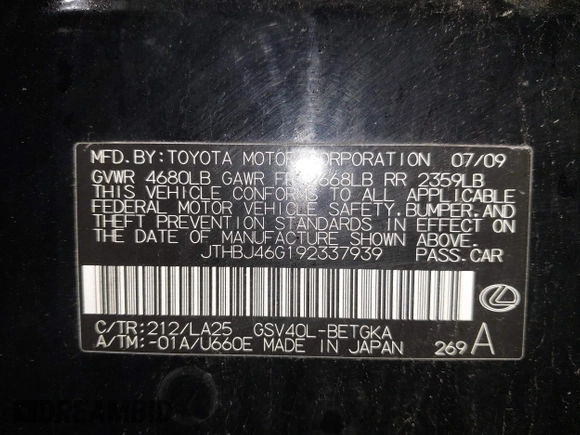 MFD. BY: TOYOTA MOTOR CORPORATION 07/09
GVWR 4680LB GAWR 2668LB RR 2359LB
THIS VEHICLE CONFORMS TO ALL APPLICABLE
FEDERAL MOTOR VEHICLE SAFETY, BUMPER, AND
THEFT PREVENTION STANDARDS IN EFFECT ON
THE DATE OF MANUFACTURE SHOWN ABOVE.
JTHBJ46G192337939 PASS. CAR
C/TR: 212/LA25 GSV40L-BETGKA
A/TM: -01A/U660E MADE IN JAPAN 269 A
DREAMBID